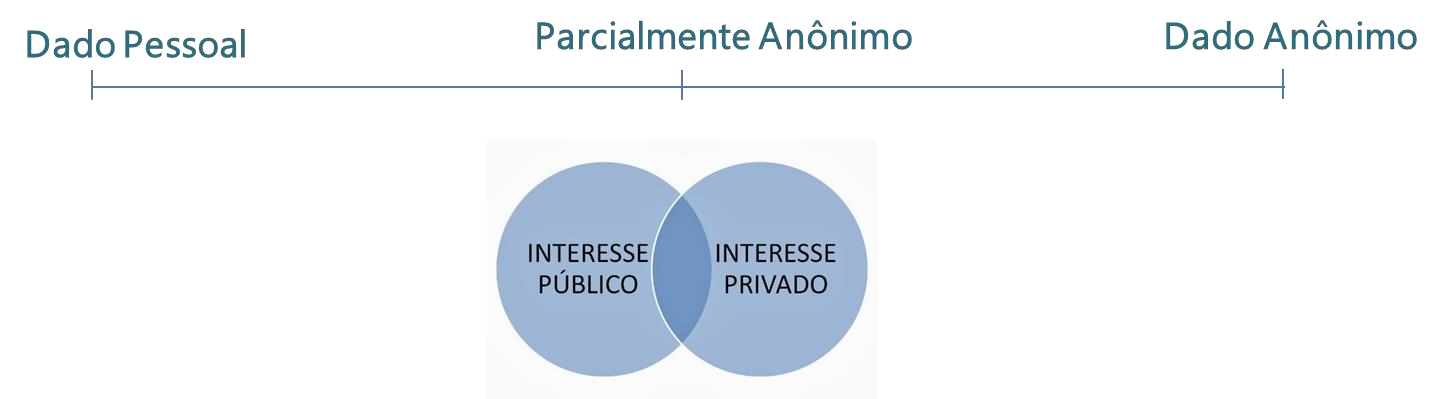 Dado Pessoal
Parcialmente Anônimo
Dado Anônimo
INTERESSE
PÚBLICO
INTERESSE
PRIVADO